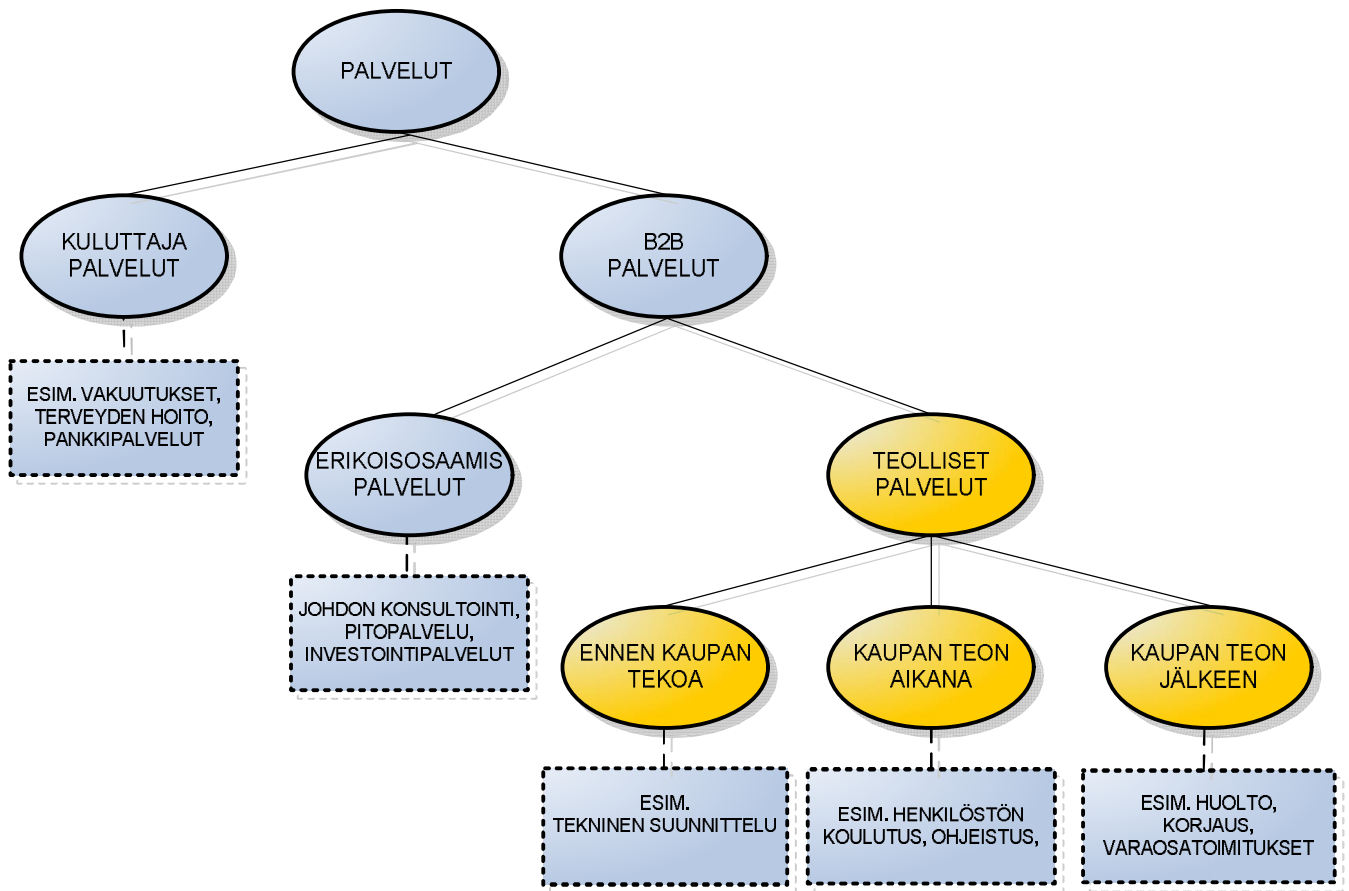 PALVELUT
KULUTTAJA
PALVELUT
B2B
PALVELUT
ESIM. VAKUUTUKSET,
TERVEYDEN HOITO,
PANKKIPALVELUT
ERIKOISOSAAMIS
PALVELUT
TEOLLISET
PALVELUT
JOHDON KONSULTOINTI,
PITOPALVELU,
INVESTOINTIPALVELUT
ENNEN KAUPAN
TEKOA
KAUPAN TEON
AIKANA
KAUPAN TEON
JÄLKEEN
ESIM.
TEKNINEN SUUNNITTELU
ESIM. HENKILÖSTÖN
KOULUTUS, OHJEISTUS,
ESIM. HUOLTO,
KORJAUS,
VARAOSATOIMITUKSET